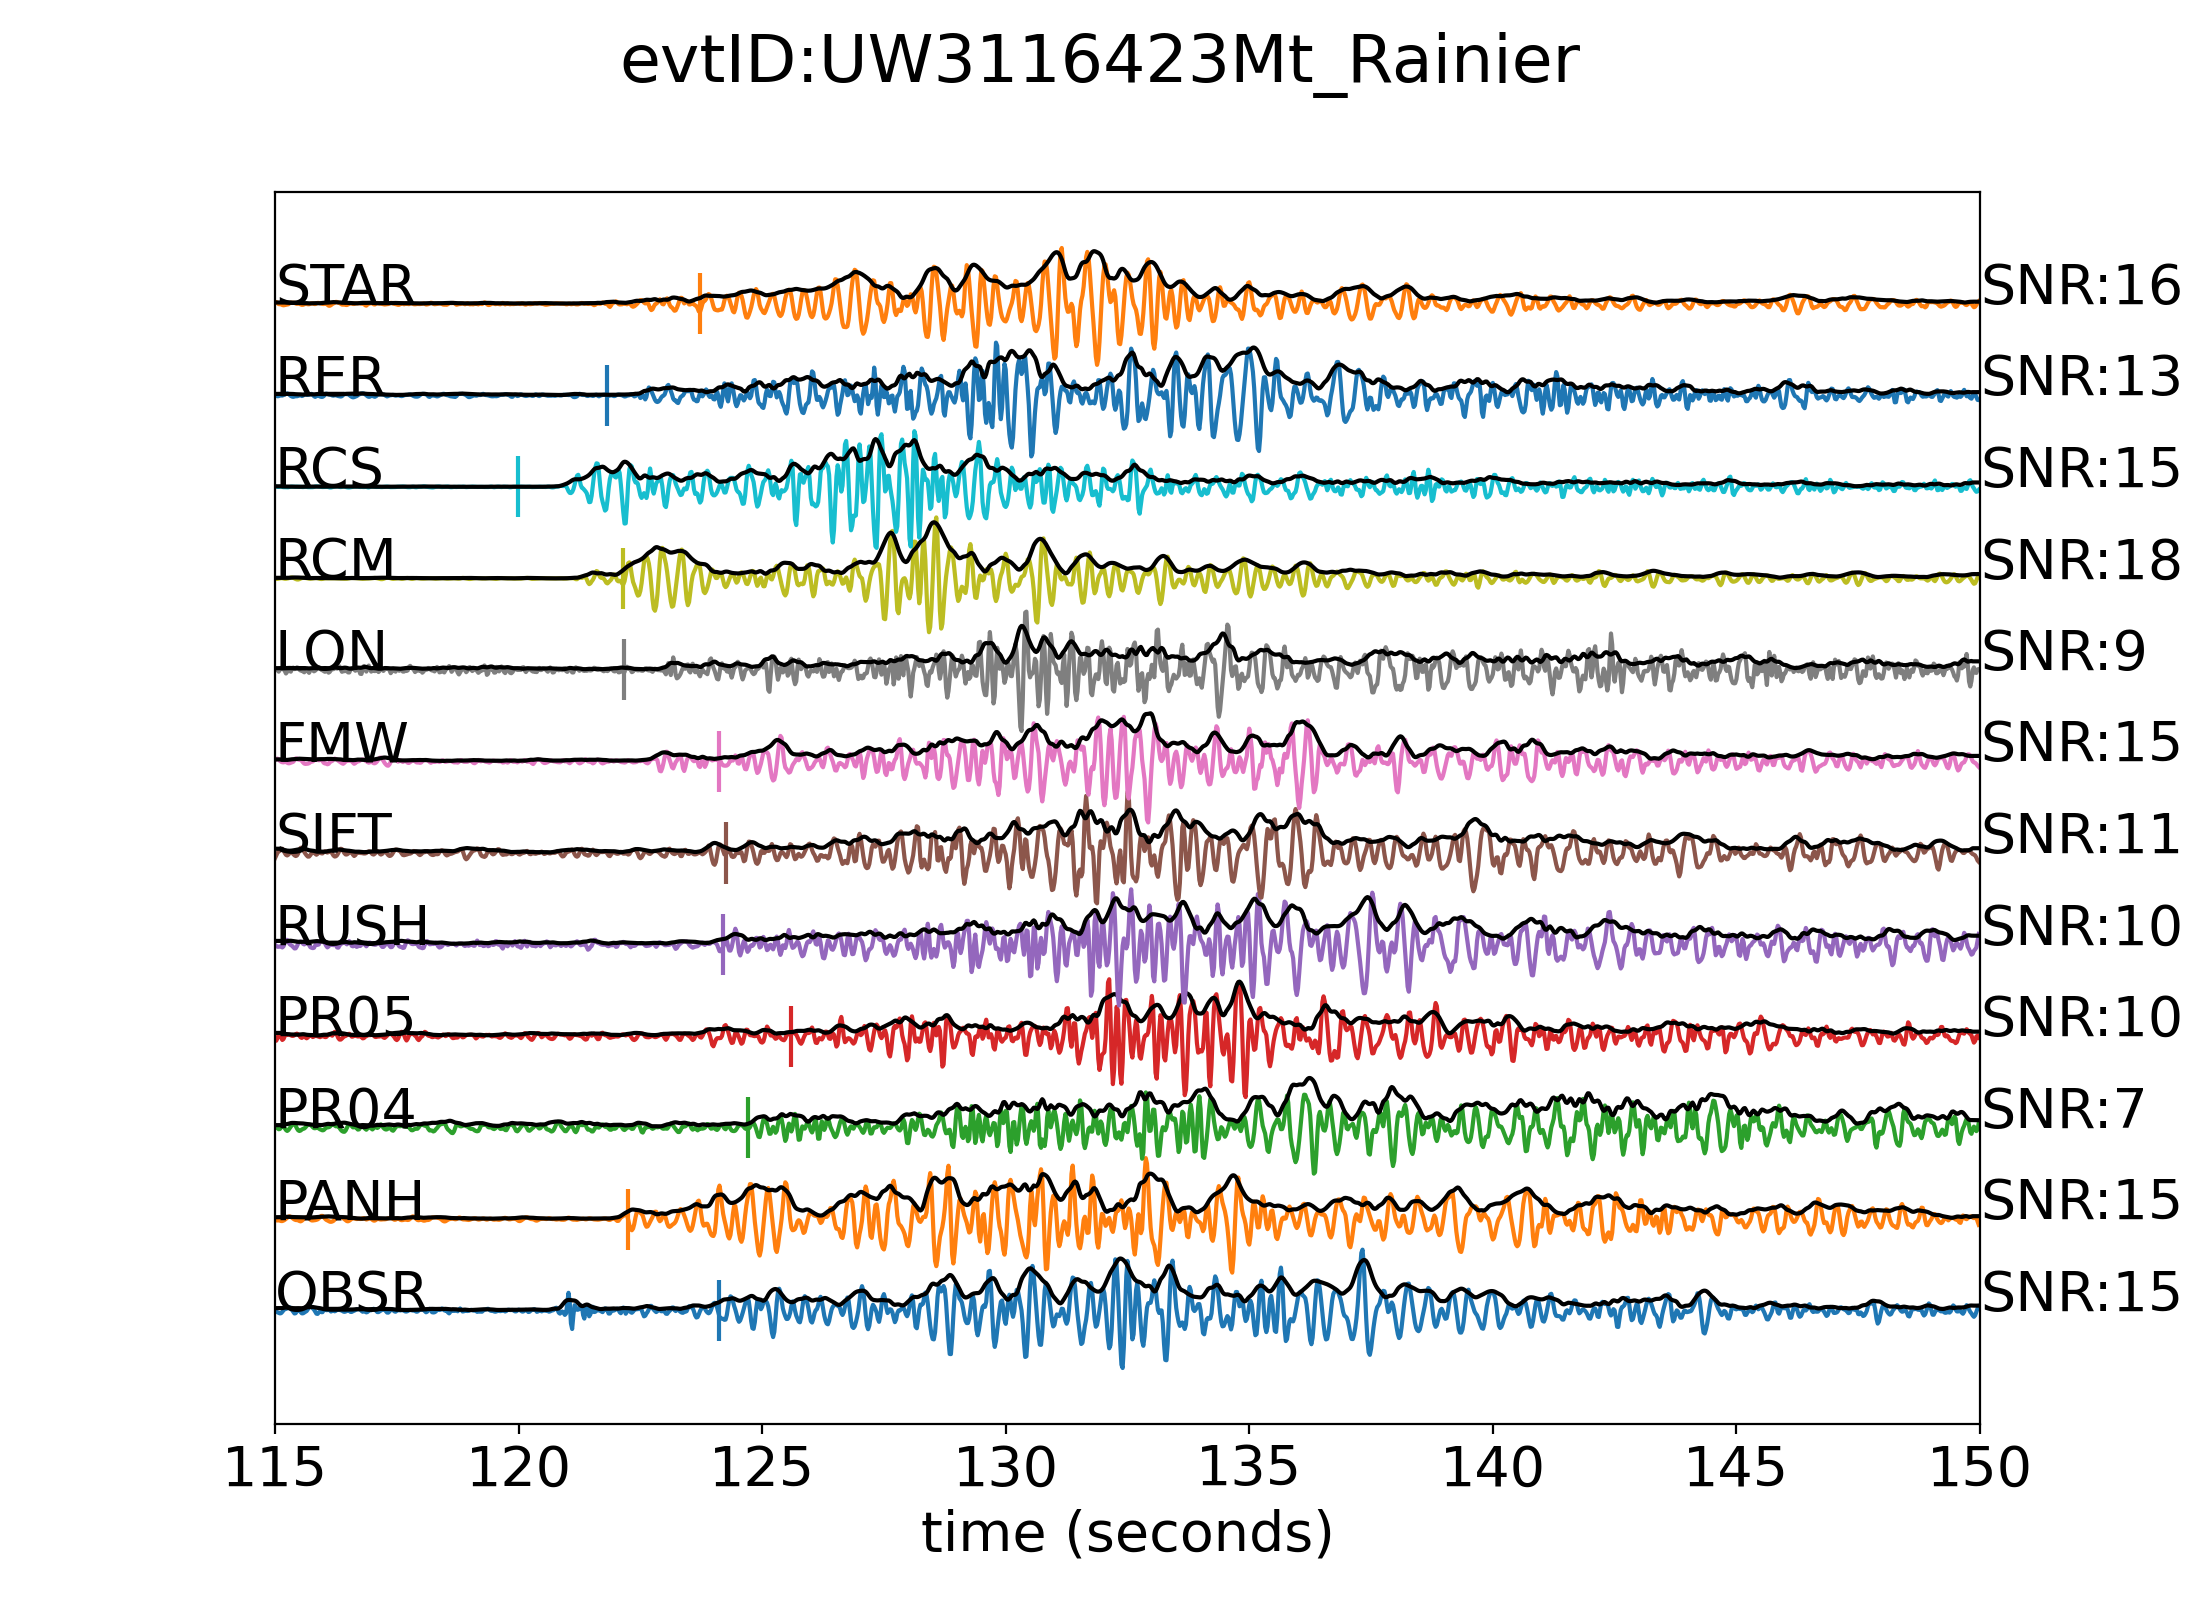 evtID:UW3116423Mt_Rainier
STAR SNR:16
RER SNR:13
RCS SNR:15
RCM SNR:18
LON SNR:9
FMW SNR:15
SIFT SNR:11
RUSH SNR:10
PR05 SNR:10
PR04 SNR:7
PANH SNR:15
OBSR SNR:15
115 120 125 130 135 140 145 150
time (seconds)